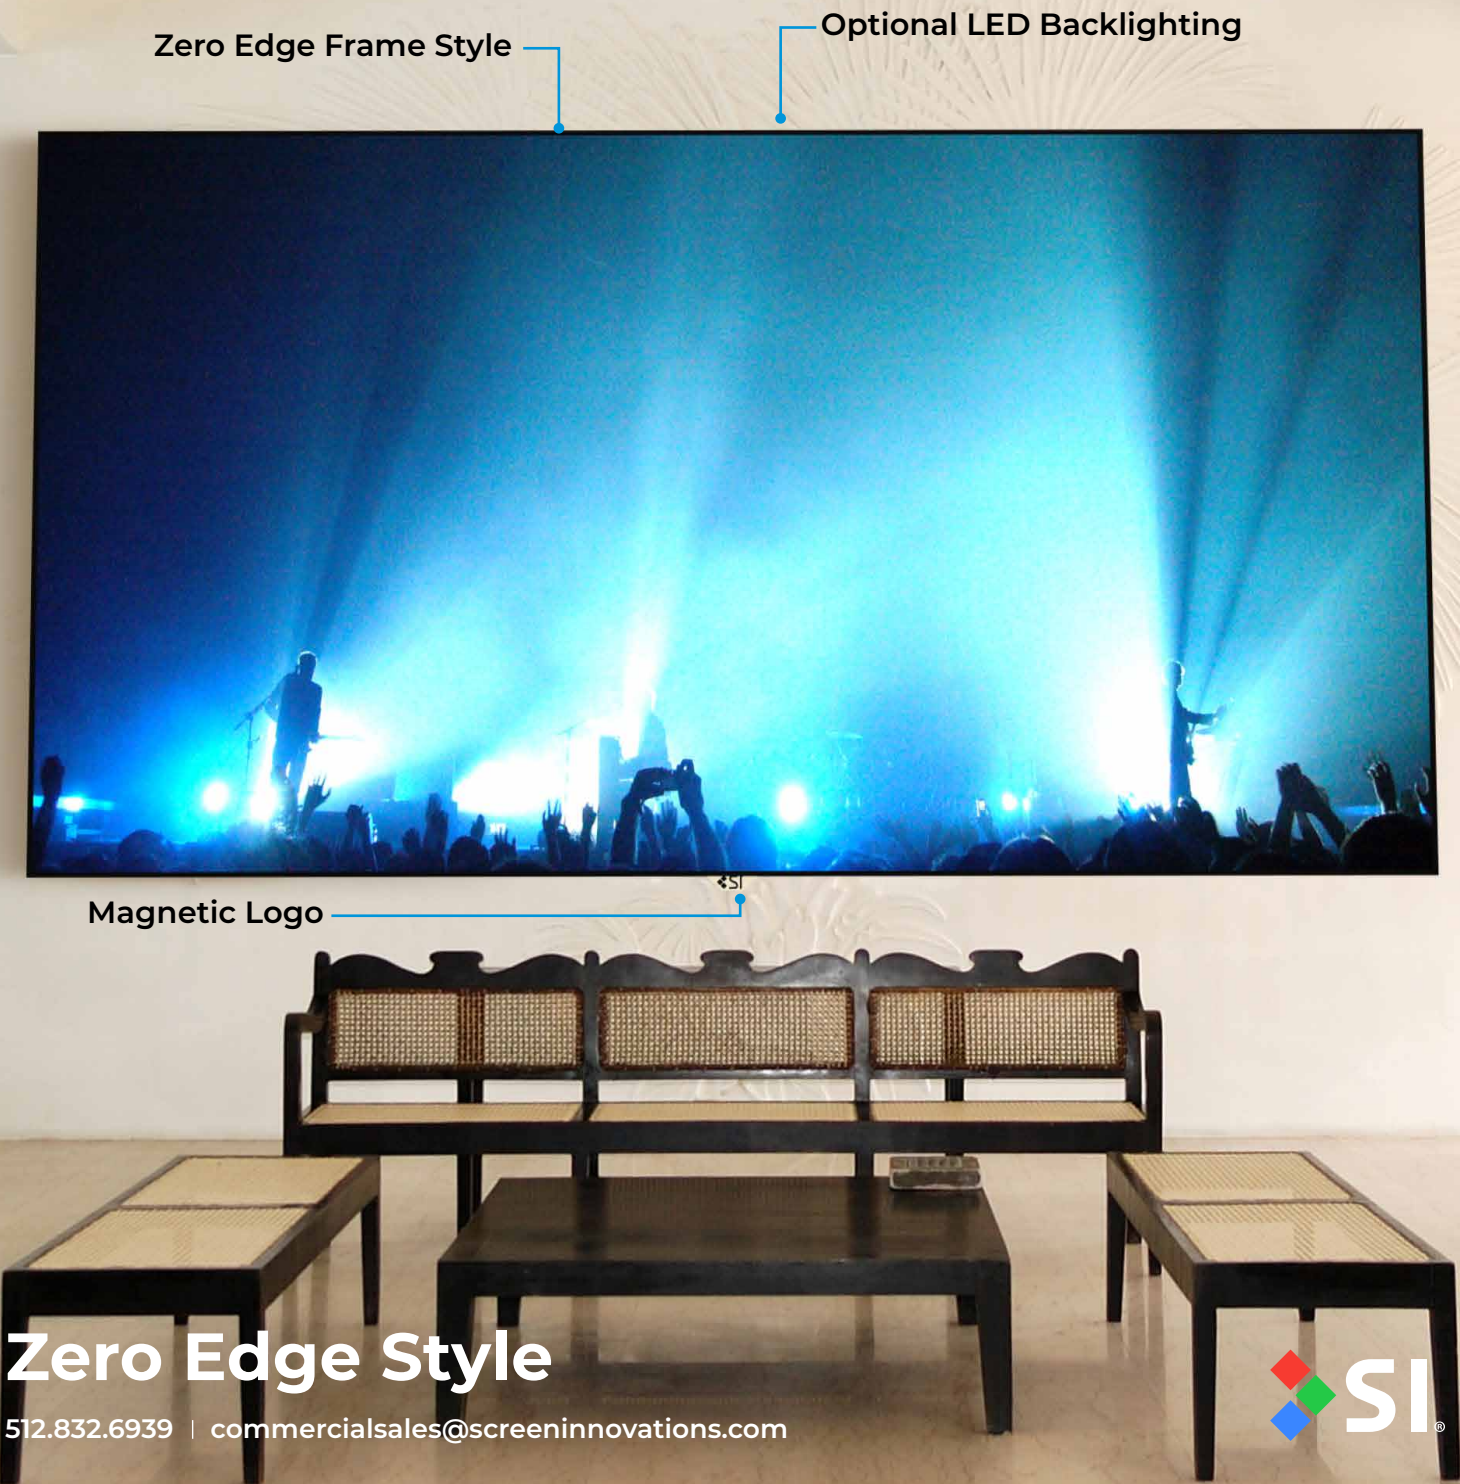 Optional LED Backlighting
Zero Edge Frame Style
SI
Magnetic Logo
Zero Edge Style
512.832.6939 | commercialsales@screeninnovations.com
SI®